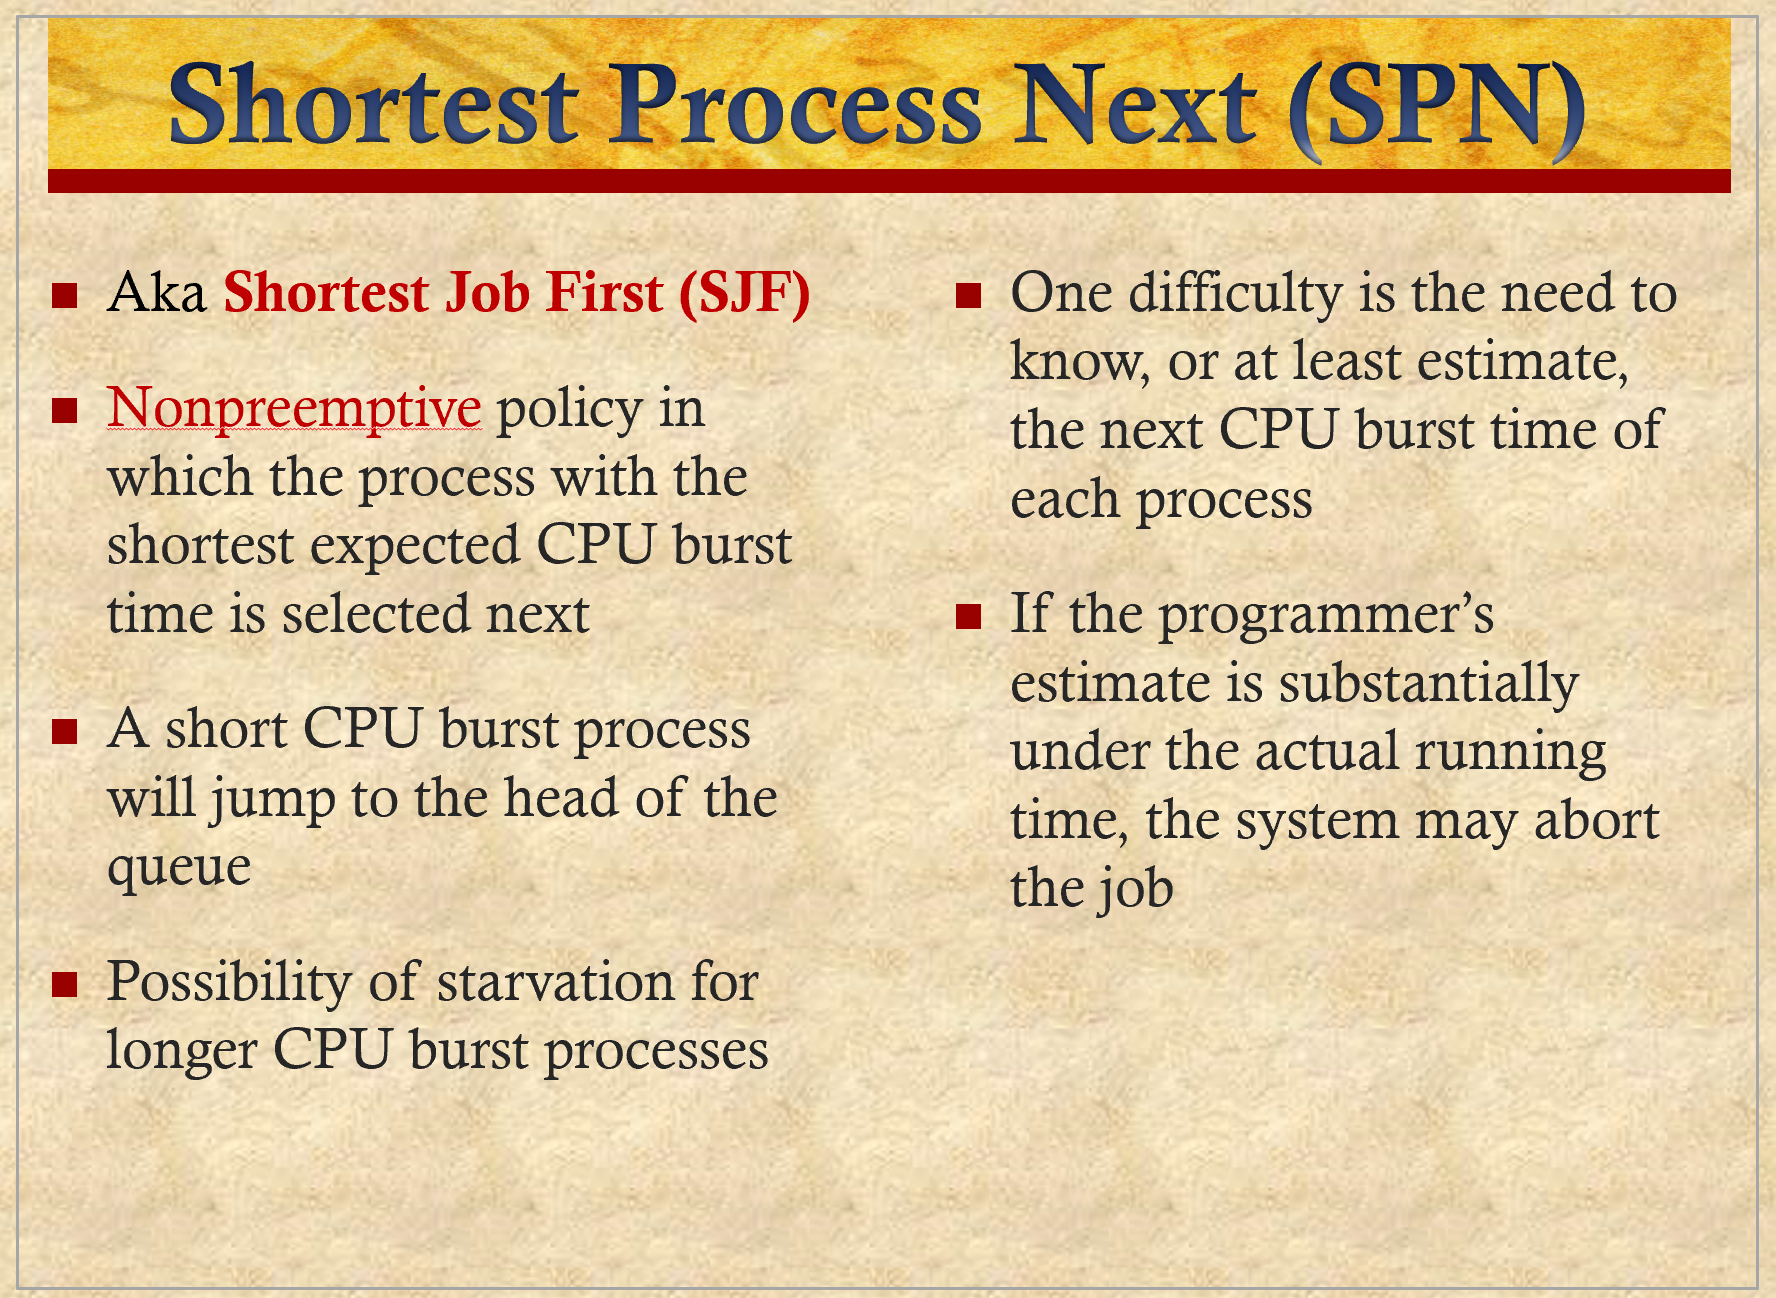 Shortest Process Next (SPN)
Aka Shortest Job First (SJF)
Nonpreemptive policy in
which the process with the
shortest expected CPU burst
time is selected next
A short CPU burst process
will jump to the head of the
queue
Possibility of starvation for
longer CPU burst processes
One difficulty is the need to
know, or at least estimate,
the next CPU burst time of
each process
If the programmer’s
estimate is substantially
under the actual running
time, the system may abort
the job